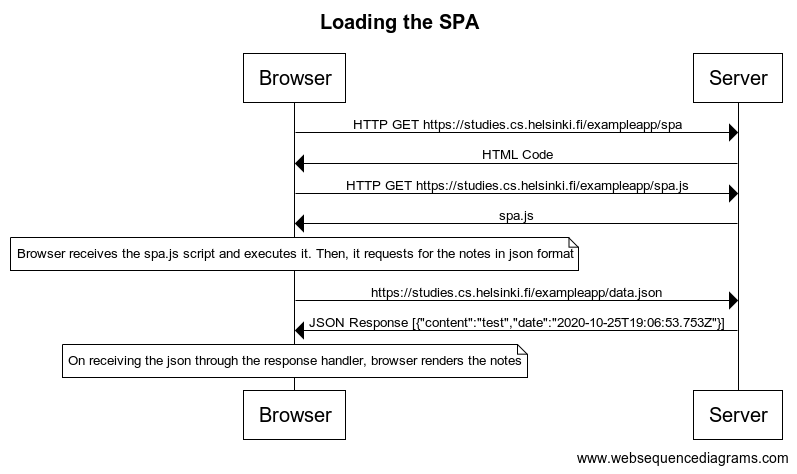 Loading the SPA
Browser
Server
HTTP GET https://studies.cs.helsinki.fi/exampleapp/spa
HTML Code
HTTP GET https://studies.cs.helsinki.fi/exampleapp/spa.js
spa.js
Browser receives the spa.js script and executes it. Then, it requests for the notes in json format
https://studies.cs.helsinki.fi/exampleapp/data.json
JSON Response [{"content":"test","date":"2020-10-25T19:06:53.753Z"}]
On receiving the json through the response handler, browser renders the notes
Browser
Server
www.websequencediagrams.com